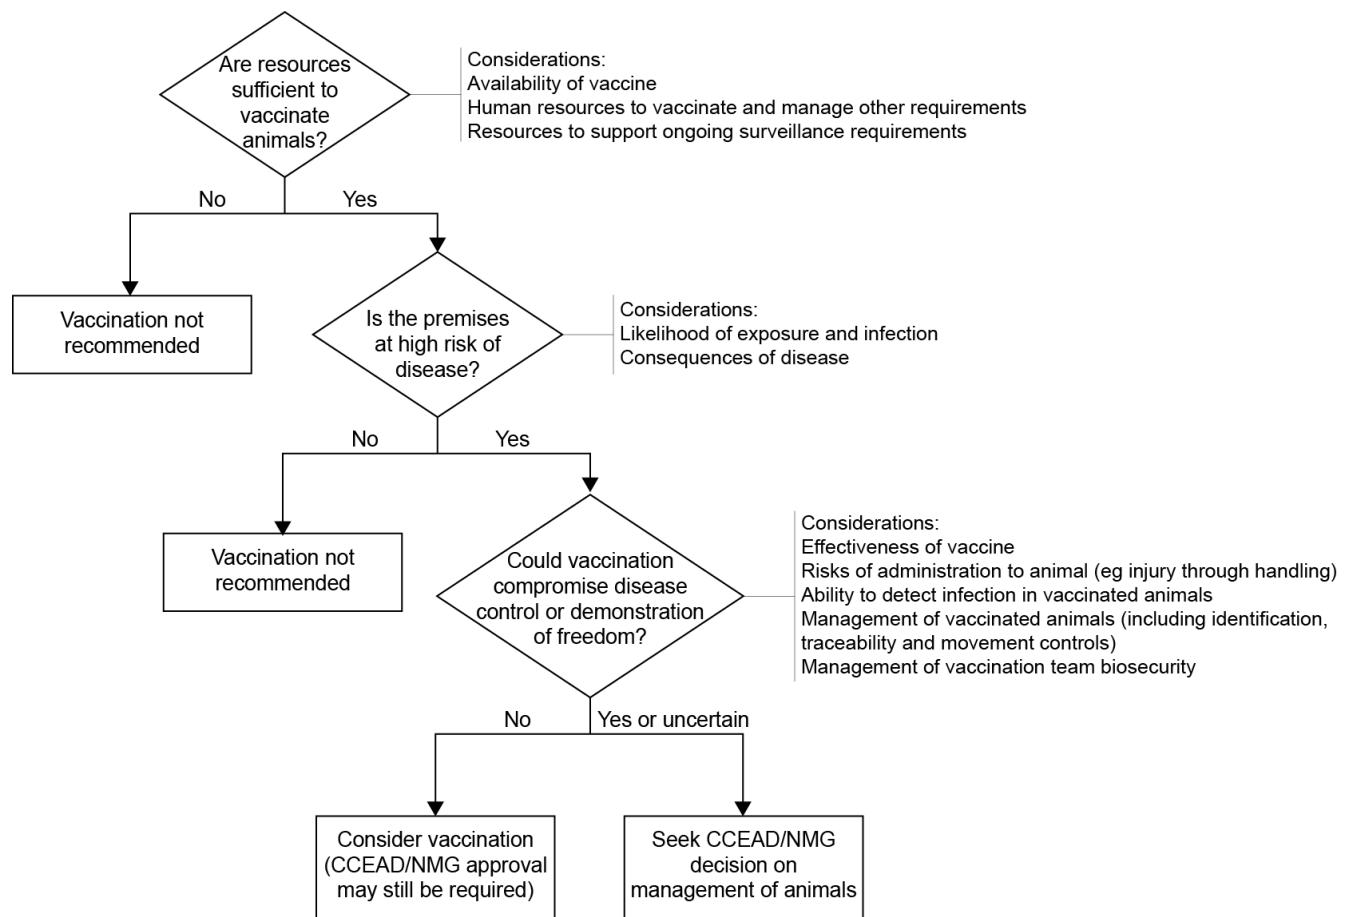 Are resources
sufficient to
vaccinate
animals?
Considerations:
Availability of vaccine
Human resources to vaccinate and manage other requirements
Resources to support ongoing surveillance requirements
No
Yes
Vaccination not
recommended
Is the premises
at high risk of
disease?
Considerations:
Likelihood of exposure and infection
Consequences of disease
No
Yes
Vaccination not
recommended
Could vaccination
compromise disease
control or demonstration
of freedom?
Considerations:
Effectiveness of vaccine
Risks of administration to animal (eg injury through handling)
Ability to detect infection in vaccinated animals
Management of vaccinated animals (including identification,
traceability and movement controls)
Management of vaccination team biosecurity
No
Yes or uncertain
Consider vaccination
(CCEAD/NMG approval
may still be required)
Seek CCEAD/NMG
decision on
management of animals